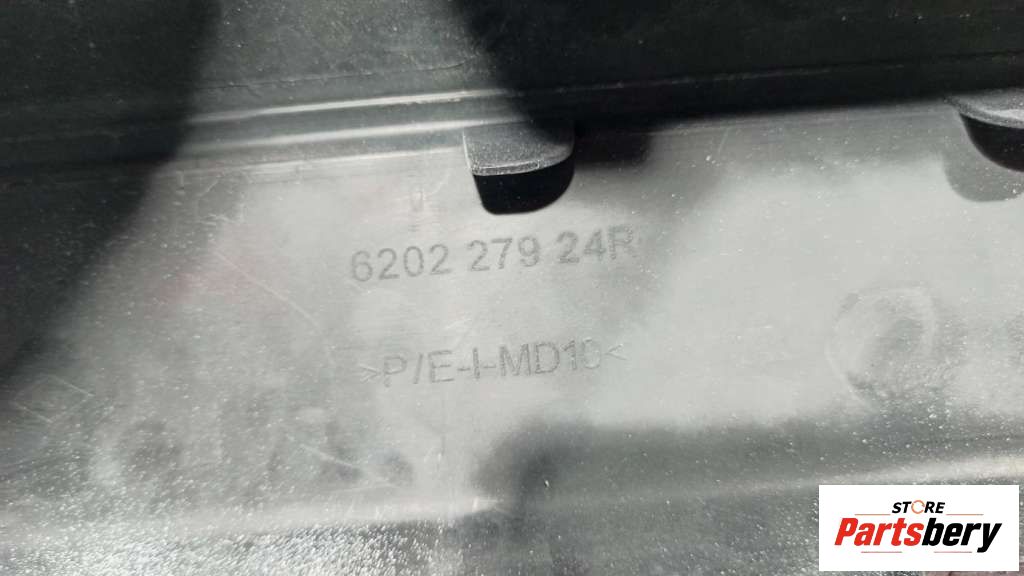 6202 279 24R
>P/E-I-MD10<
STORE
Partsbery